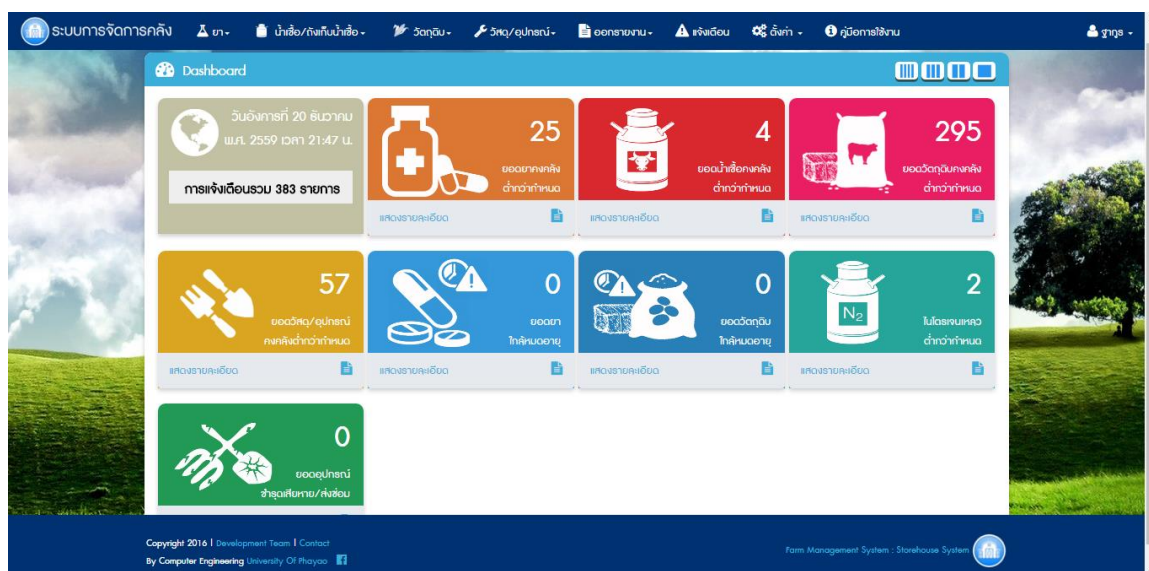 ระบบการจัดการคลัง ยา น้ำเชื้อ/ถังเก็บน้ำเชื้อ วัตถุดิบ วัสดุ/อุปกรณ์ ออกรายงาน แจ้งเตือน ตั้งค่า คู่มือการใช้งาน ฐากูร
Dashboard
วันอังคารที่ 20 ธันวาคม
พ.ศ. 2559 เวลา 21:47 น.
การแจ้งเตือนรวม 383 รายการ
25
ยอดยาคงคลัง
ต่ำกว่ากำหนด
แสดงรายละเอียด
4
ยอดน้ำเชื้อคงคลัง
ต่ำกว่ากำหนด
แสดงรายละเอียด
295
ยอดวัตถุดิบคงคลัง
ต่ำกว่ากำหนด
แสดงรายละเอียด
57
ยอดวัสดุ/อุปกรณ์
คงคลังต่ำกว่ากำหนด
แสดงรายละเอียด
0
ยอดยา
ใกล้หมดอายุ
แสดงรายละเอียด
0
ยอดวัตถุดิบ
ใกล้หมดอายุ
แสดงรายละเอียด
N2
2
ไนโตรเจนเหลว
ต่ำกว่ากำหนด
แสดงรายละเอียด
0
ยอดอุปกรณ์
ชำรุดเสียหาย/ส่งซ่อม
Copyright 2016 | Development Team | Contact
By Computer Engineering University Of Phayao
Farm Management System : Storehouse System